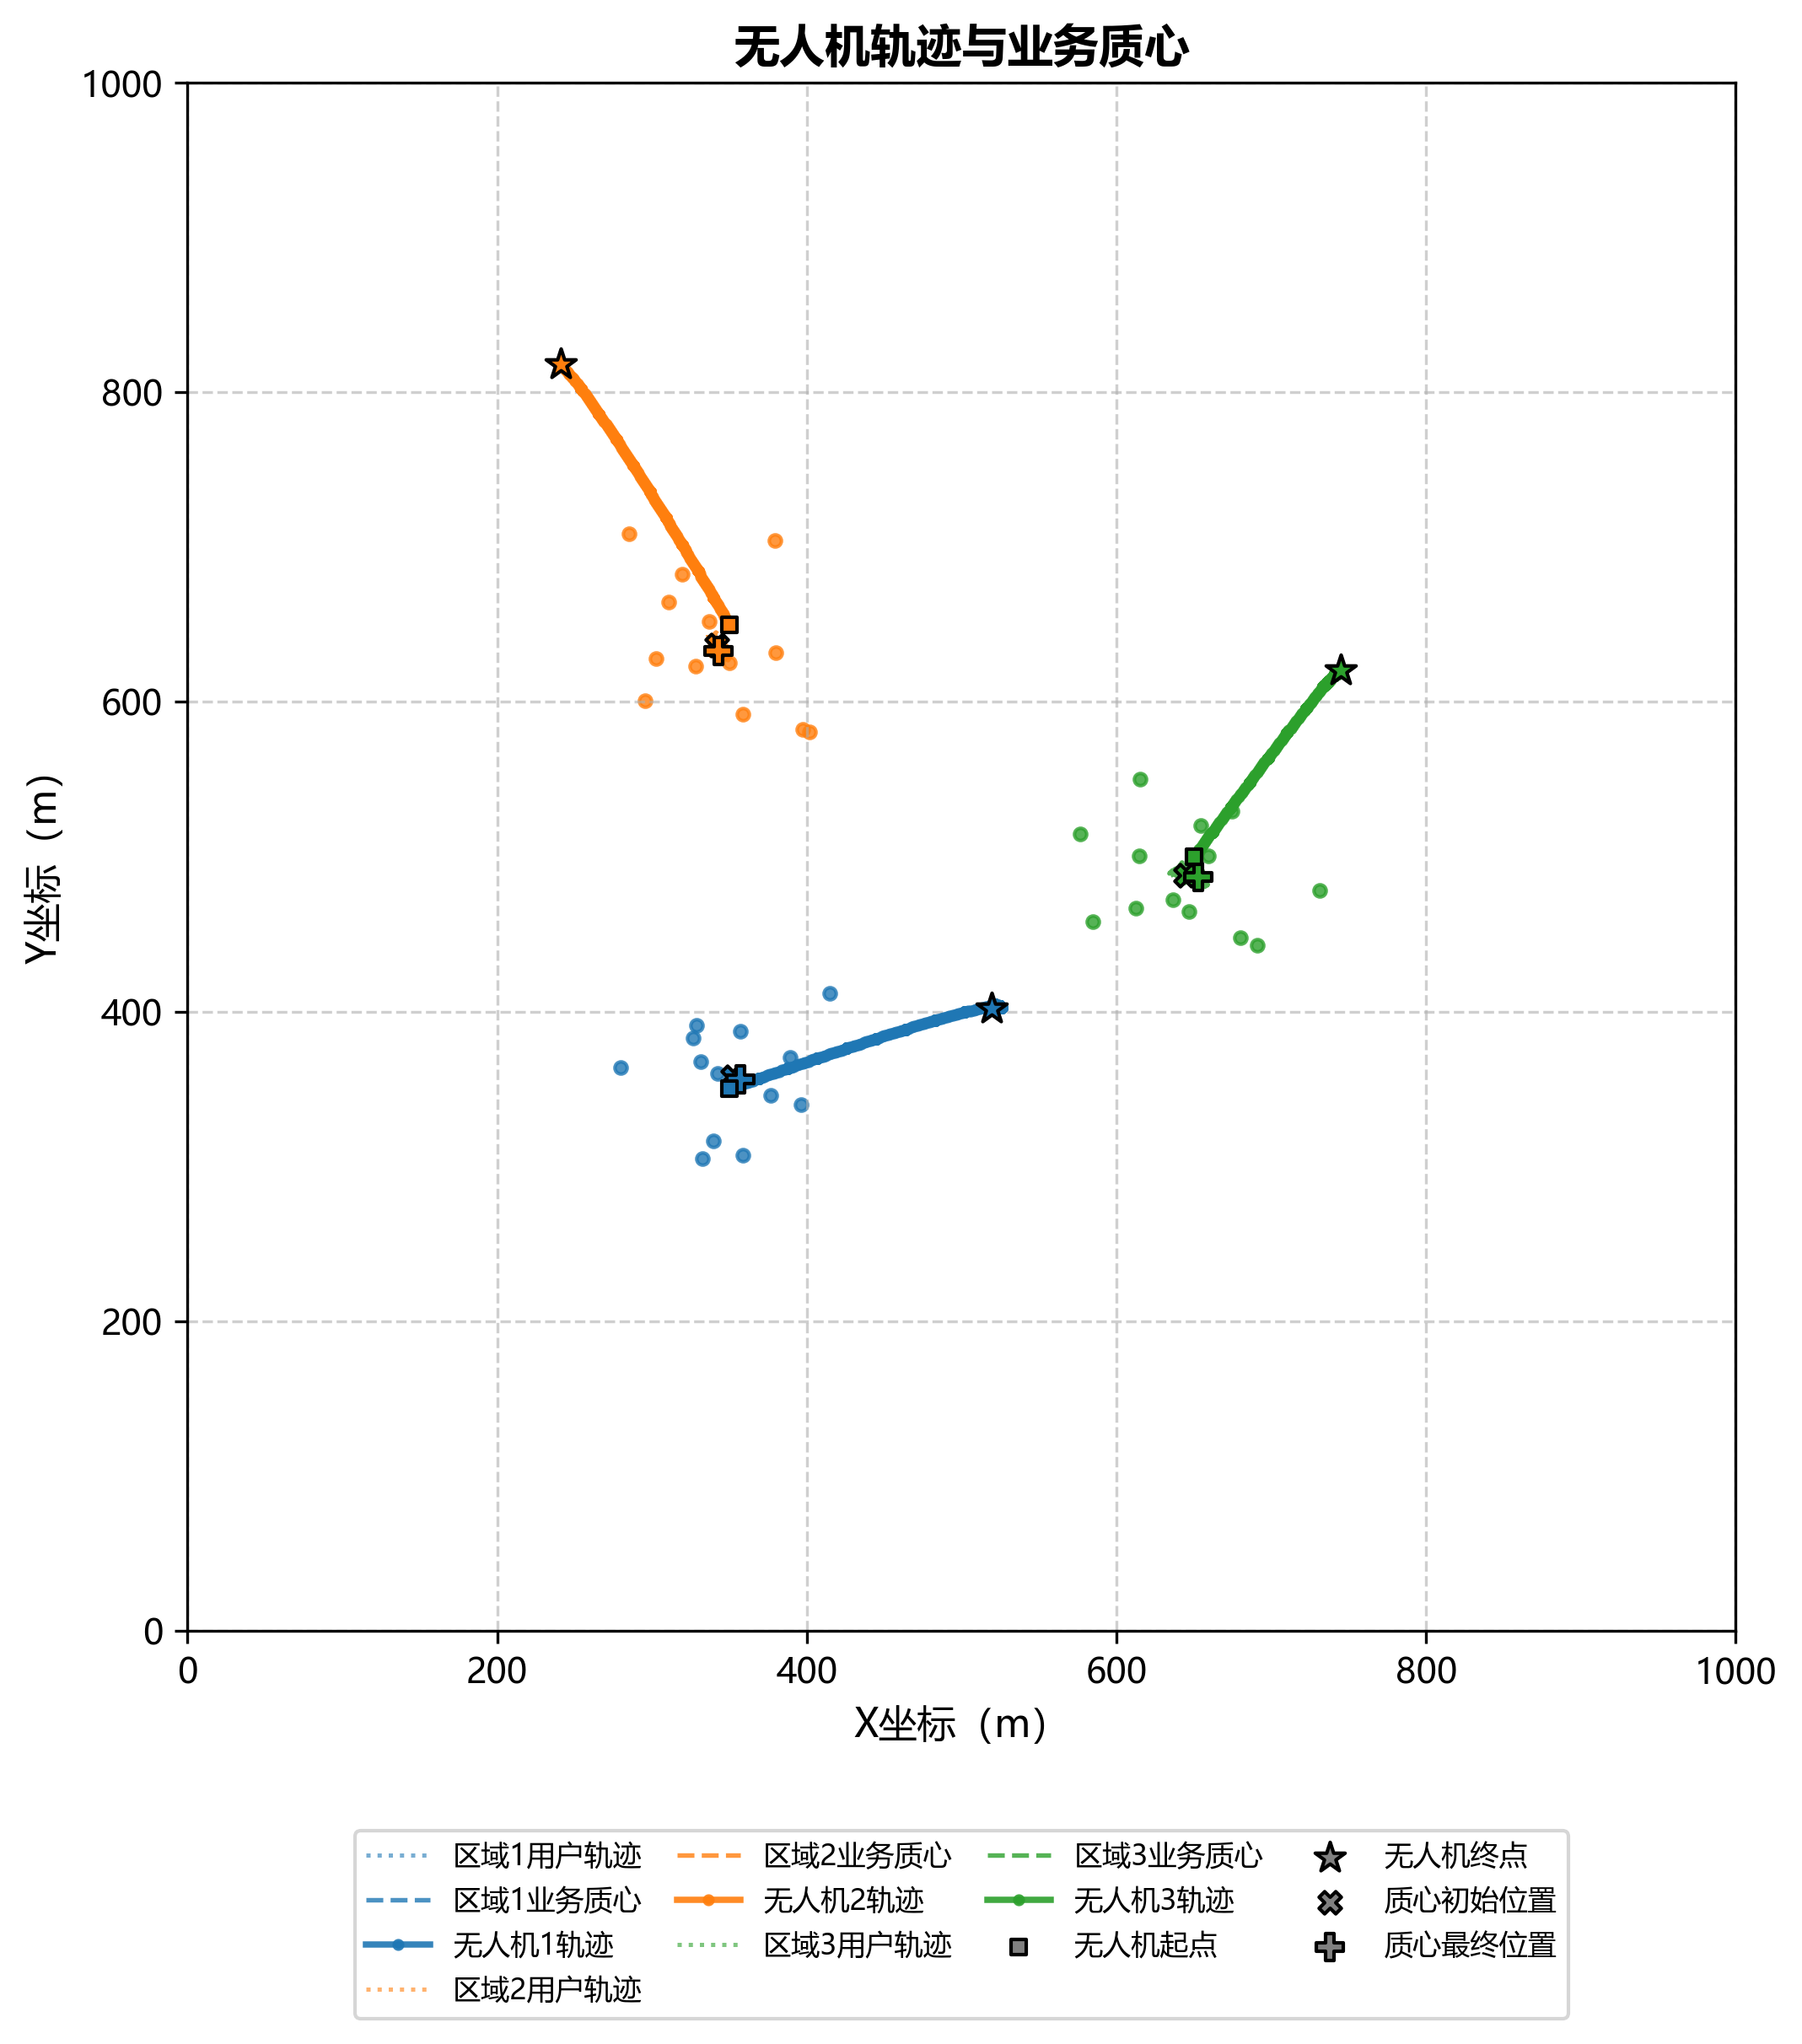 无人机轨迹与业务质心
1000
800
600
400
200
0
Y坐标（m）
0 200 400 600 800 1000
X坐标（m）
区域1用户轨迹 区域2业务质心 区域3业务质心 无人机终点
区域1业务质心 无人机2轨迹 无人机3轨迹 质心初始位置
无人机1轨迹 区域3用户轨迹 无人机起点 质心最终位置
区域2用户轨迹